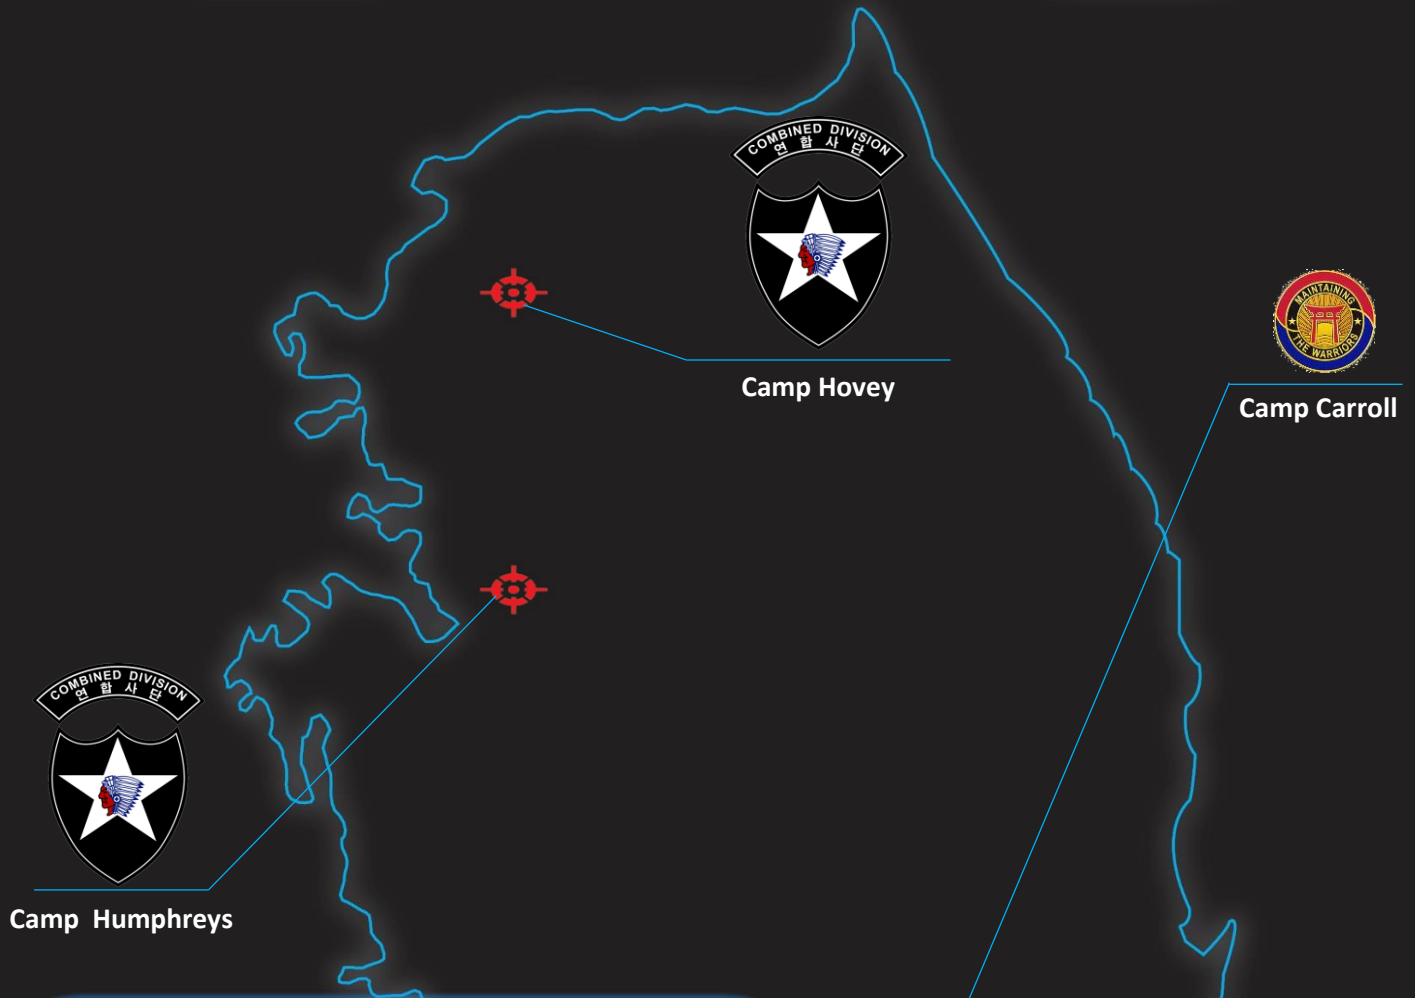 COMBINED DIVISION
연합사단
Camp Hovey
MAINTAINING
THE WARRIORS
Camp Carroll
COMBINED DIVISION
연합사단
Camp Humphreys